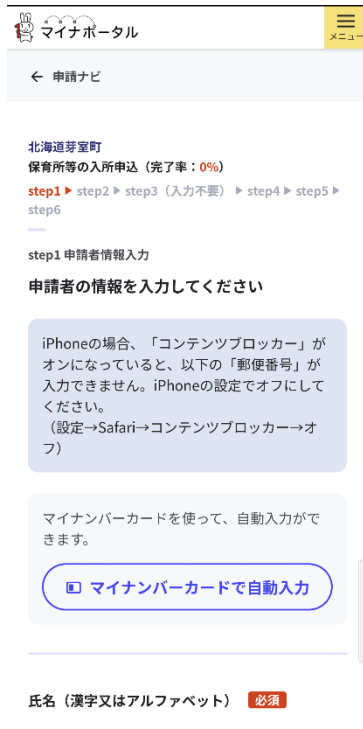 マイナポータル
メニュー
← 申請ナビ
北海道芽室町
保育所等の入所申込（完了率：0%）
step1 ▶ step2 ▶ step3（入力不要） ▶ step4 ▶ step5 ▶
step6
step1 申請者情報入力
申請者の情報を入力してください
iPhoneの場合、「コンテンツブロッカー」が
オンになっていると、以下の「郵便番号」が
入力できません。iPhoneの設定でオフにして
ください。
（設定→Safari→コンテンツブロッカー→オ
フ）
マイナンバーカードを使って、自動入力がで
きます。
マイナンバーカードで自動入力
氏名（漢字又はアルファベット） 必須